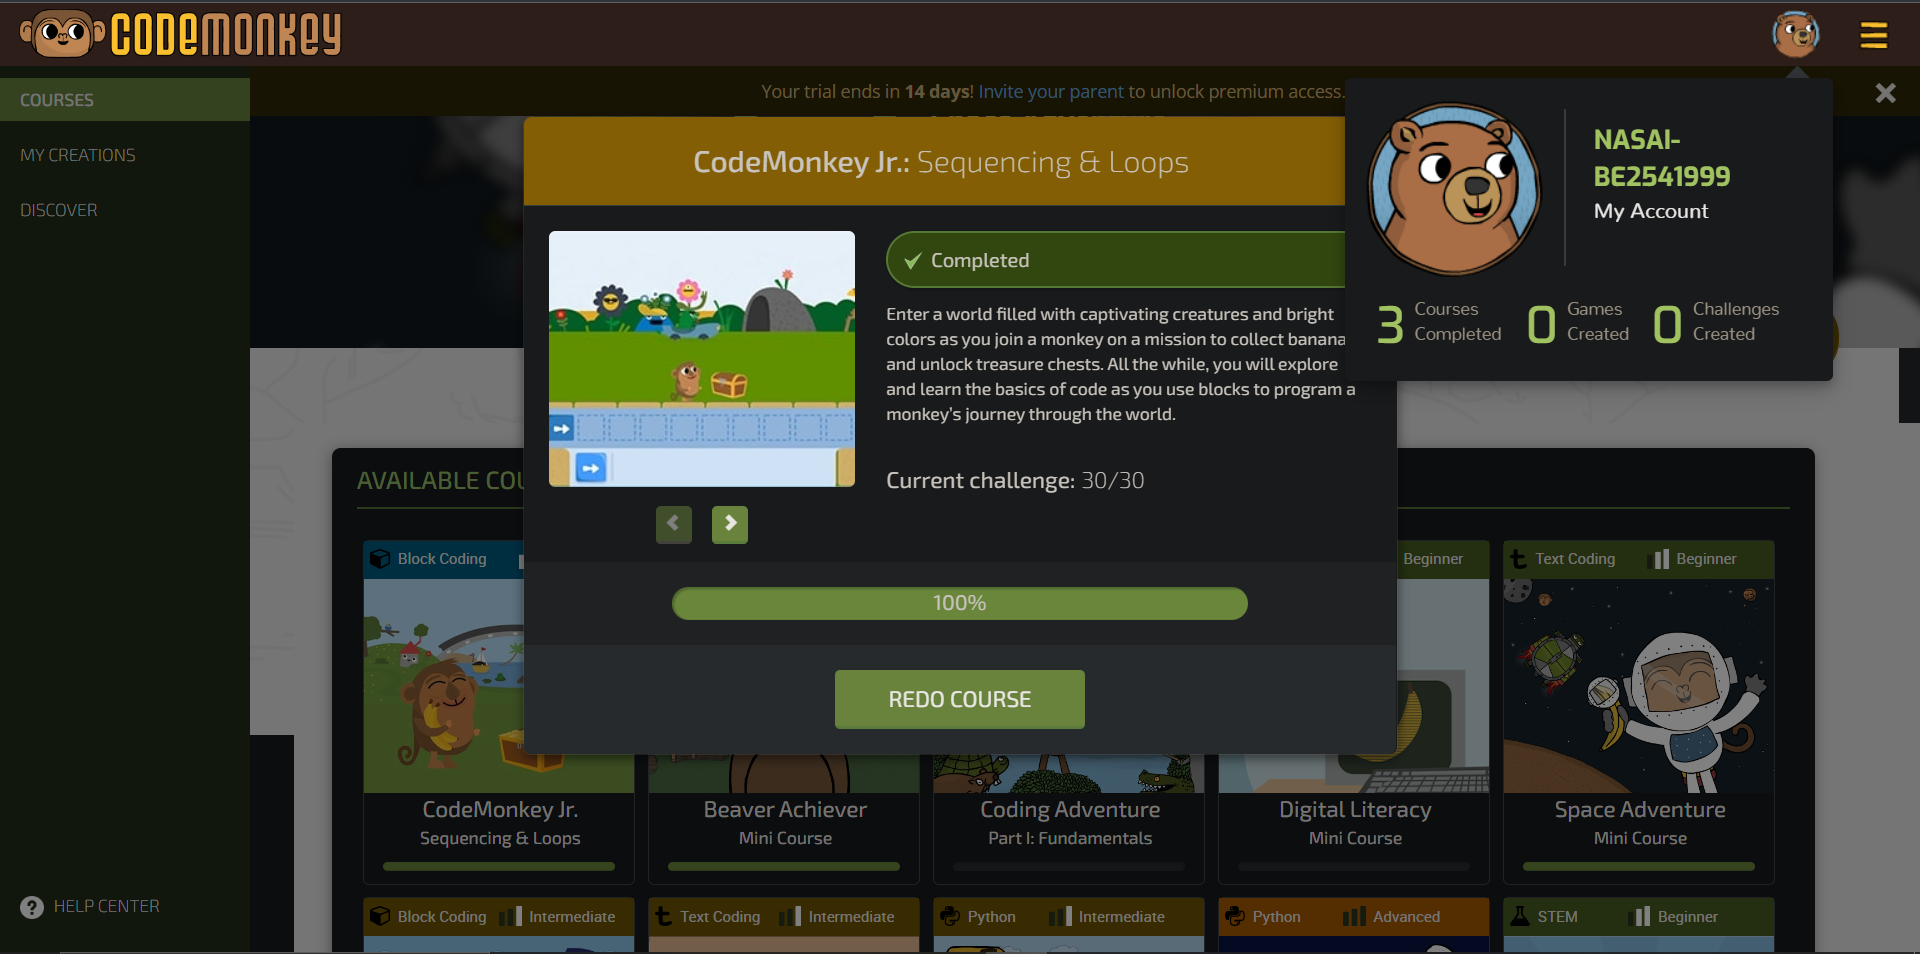 CODEMONKEY
COURSES
MY CREATIONS
DISCOVER
HELP CENTER
Your trial ends in 14 days! Invite your parent to unlock premium access.
NASAI-
BE2541999
My Account
3 Courses Completed
0 Games Created
0 Challenges Created
CodeMonkey Jr.: Sequencing & Loops
Completed
Enter a world filled with captivating creatures and bright
colors as you join a monkey on a mission to collect banana
and unlock treasure chests. All the while, you will explore
and learn the basics of code as you use blocks to program a
monkey's journey through the world.
Current challenge: 30/30
100%
REDO COURSE
AVAILABLE COU
Block Coding
Beginner
Text Coding Beginner
CodeMonkey Jr.
Sequencing & Loops
Beaver Achiever
Mini Course
Coding Adventure
Part I: Fundamentals
Digital Literacy
Mini Course
Space Adventure
Mini Course
Block Coding Intermediate
Text Coding Intermediate
Python Intermediate
Python Advanced
STEM Beginner